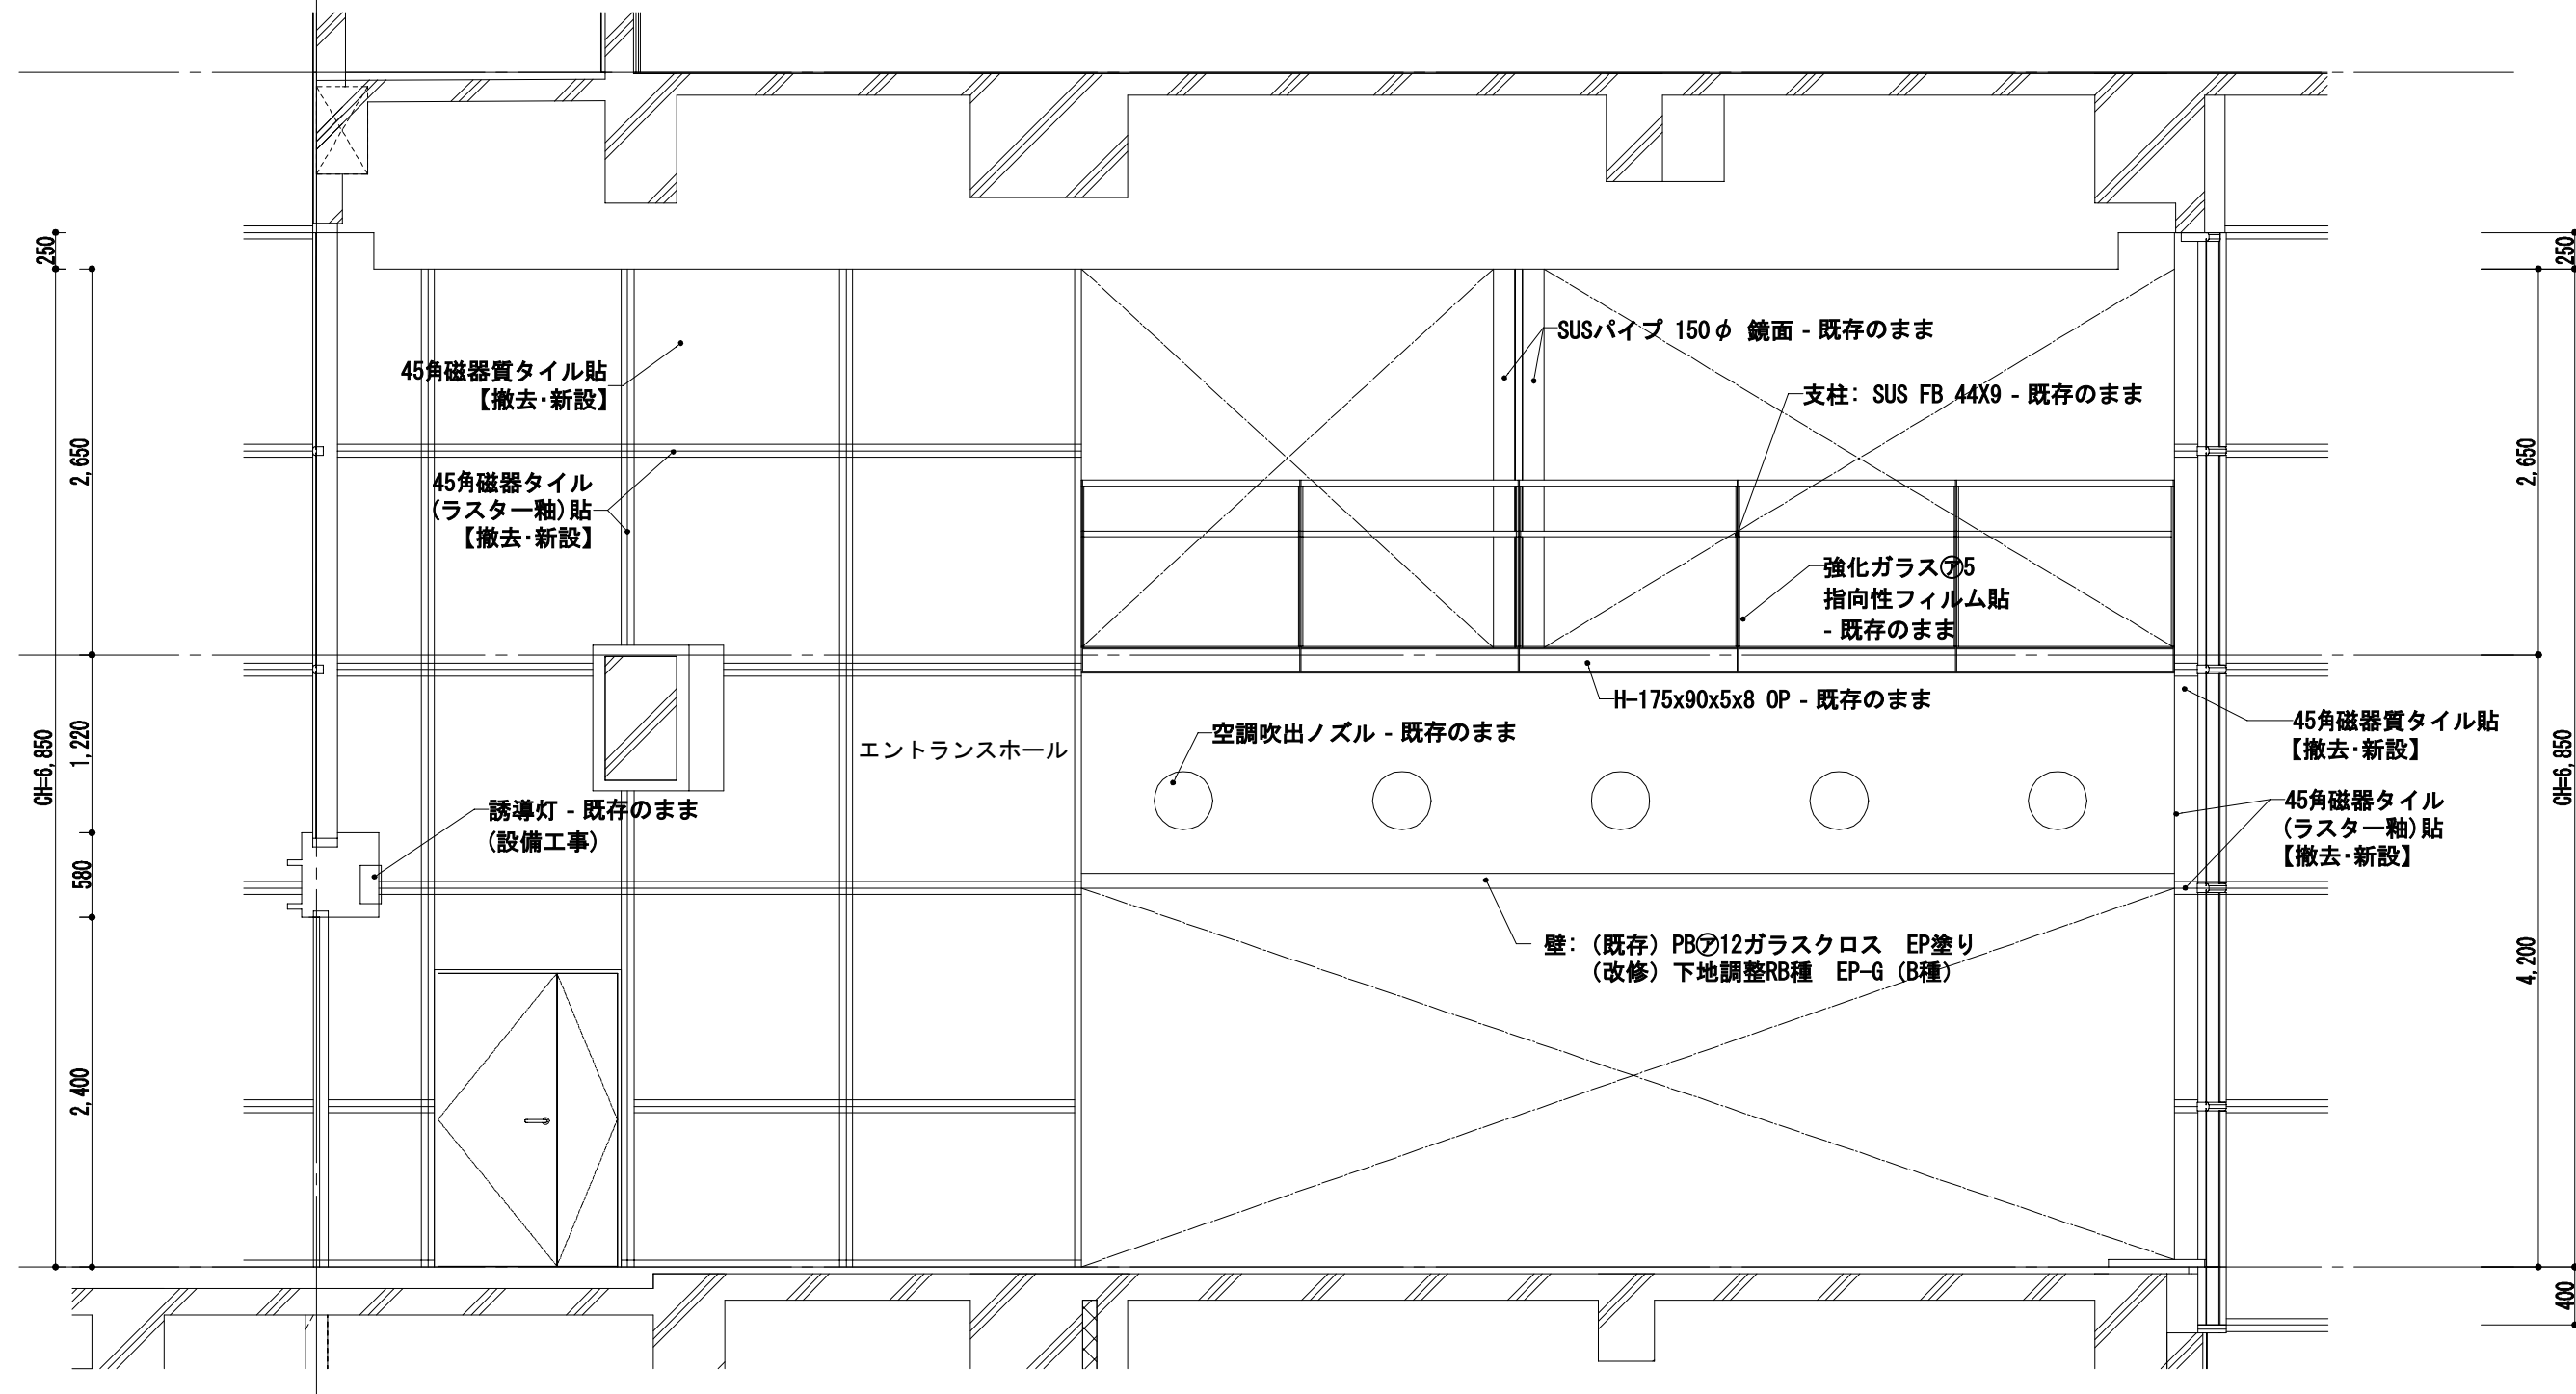 250
250
SUSパイプ 150φ 鏡面 - 既存のまま
45角磁器質タイル貼
【撤去・新設】
支柱: SUS FB 44X9 - 既存のまま
2,650
2,650
45角磁器タイル
(ラスター釉)貼
【撤去・新設】
強化ガラス㋐5
指向性フィルム貼
- 既存のまま
H-175x90x5x8 OP - 既存のまま
45角磁器質タイル貼
【撤去・新設】
空調吹出ノズル - 既存のまま
エントランスホール
CH=6,850
1,220
CH=6,850
誘導灯 - 既存のまま
(設備工事)
45角磁器タイル
(ラスター釉)貼
【撤去・新設】
580
壁: (既存) PB㋐12ガラスクロス　EP塗り
(改修) 下地調整RB種　EP-G (B種)
4,200
2,400
400